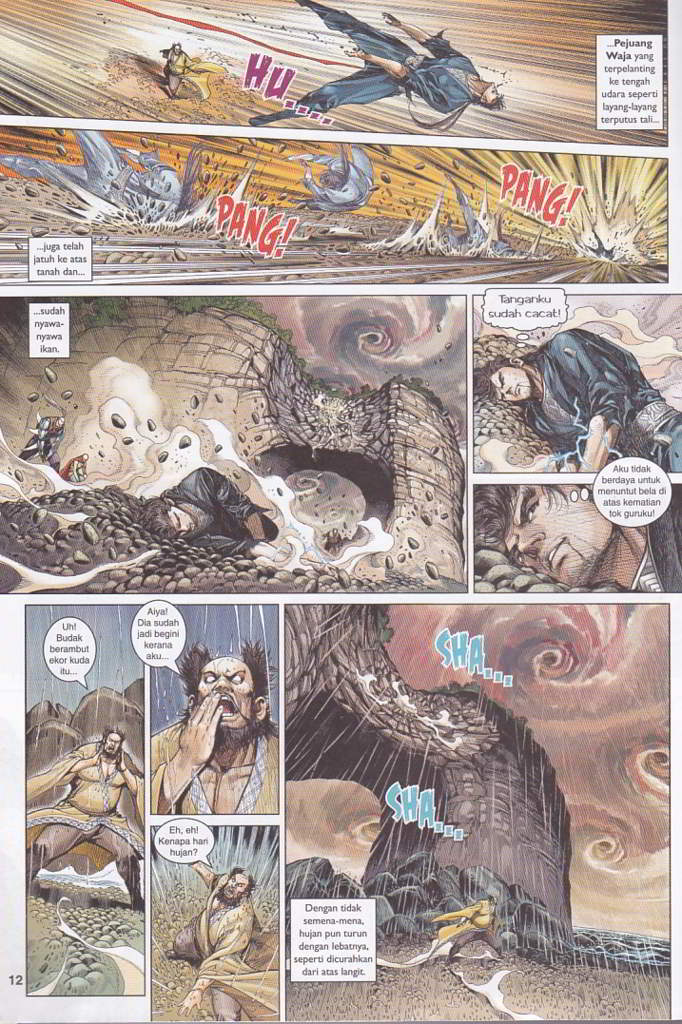 ...Pejuang
Waja yang
terpelanting
ke tengah
udara seperti
layang-layang
terputus tali...
HU....
PANG!
PANG!
...juga telah
jatuh ke atas
tanah dan...
...sudah
nyawa-
nyawa
ikan.
Tanganku
sudah cacat!
Aku tidak
berdaya untuk
menuntut bela di
atas kematian
tok guruku!
Uh!
Budak
berambut
ekor kuda
itu...
Aiya!
Dia sudah
jadi begini
kerana
aku...
Eh, eh!
Kenapa hari
hujan?
SHA...
SHA...
Dengan tidak
semena-mena,
hujan pun turun
dengan lebatnya,
seperti dicurahkan
dari atas langit.
12